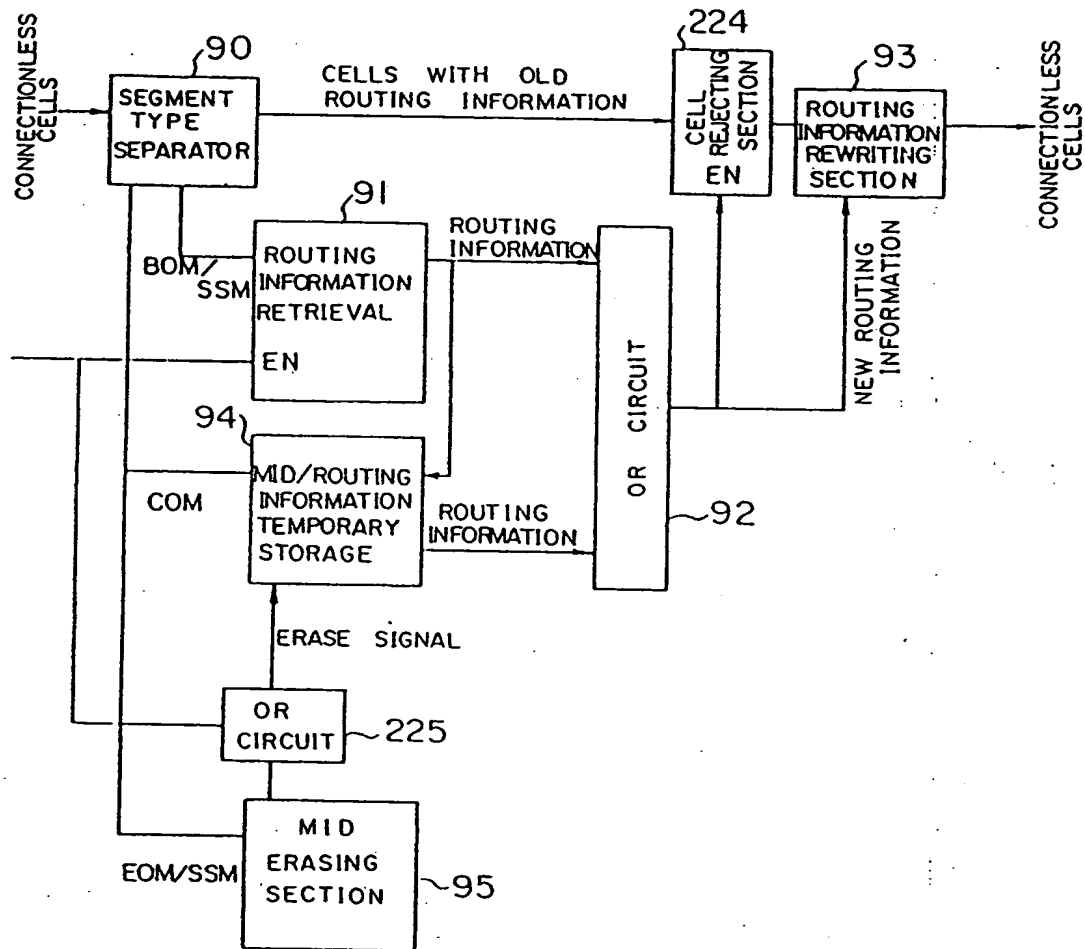 CONNECTIONLESS
CELLS
90
SEGMENT
TYPE
SEPARATOR
CELLS WITH OLD
ROUTING INFORMATION
224
CELL
REJECTING
SECTION
EN
93
ROUTING
INFORMATION
REWRITING
SECTION
CONNECTIONLESS
CELLS
BOM/
SSM
91
ROUTING
INFORMATION
RETRIEVAL
EN
ROUTING
INFORMATION
OR CIRCUIT
92
NEW ROUTING
INFORMATION
94
COM
MID/ROUTING
INFORMATION
TEMPORARY
STORAGE
ROUTING
INFORMATION
ERASE SIGNAL
OR
CIRCUIT
225
EOM/SSM
MID
ERASING
SECTION
95